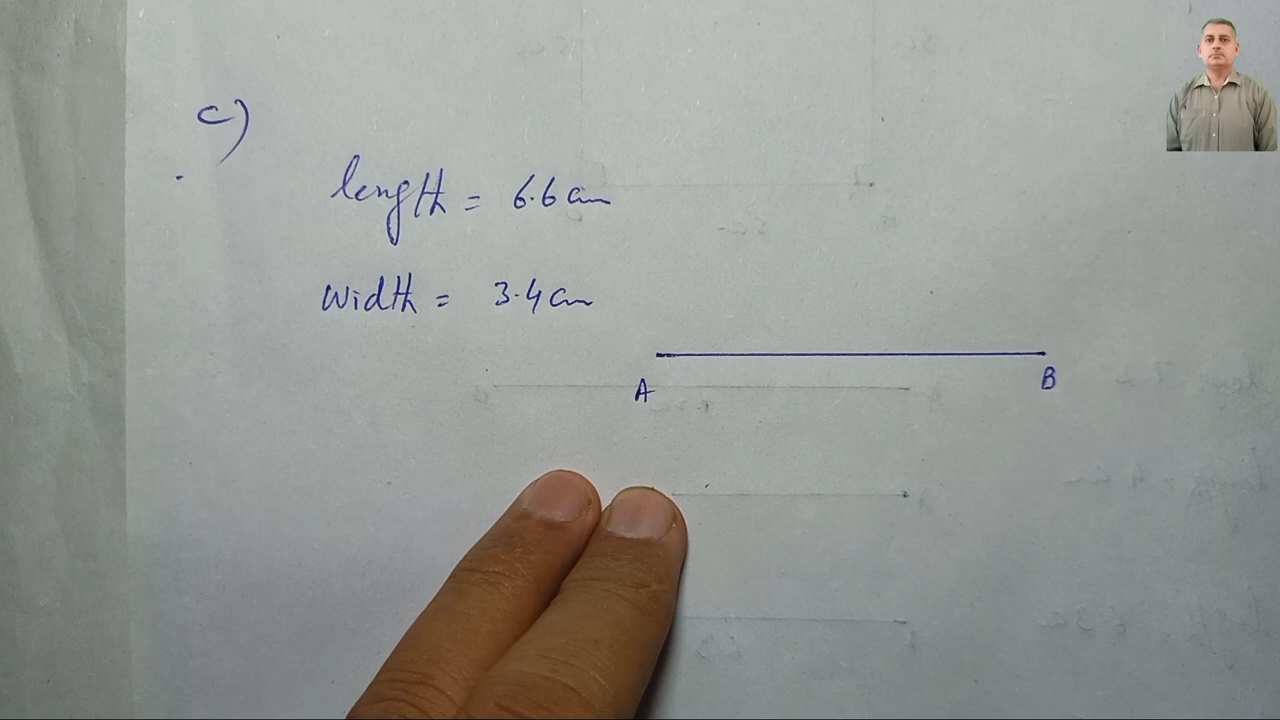 c)
length = 6.6 cm
width = 3.4 cm
A B